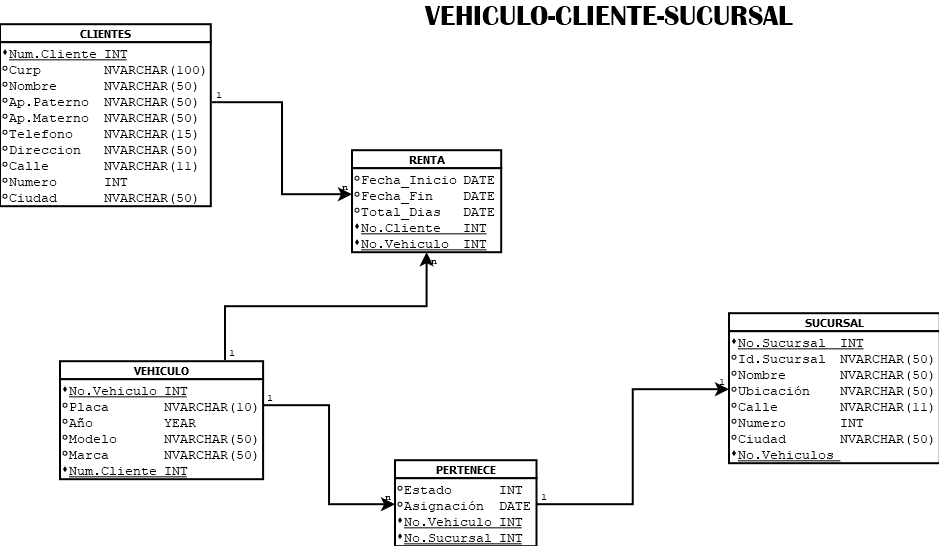 VEHICULO-CLIENTE-SUCURSAL
CLIENTES
Num.Cliente INT
Curp NVARCHAR(100)
Nombre NVARCHAR(50)
Ap.Paterno NVARCHAR(50)
Ap.Materno NVARCHAR(50)
Telefono NVARCHAR(15)
Direccion NVARCHAR(50)
Calle NVARCHAR(11)
Numero INT
Ciudad NVARCHAR(50)
1
n
RENTA
Fecha_Inicio DATE
Fecha_Fin DATE
Total_Dias DATE
No.Cliente INT
No.Vehiculo INT
n
1
VEHICULO
No.Vehiculo INT
Placa NVARCHAR(10)
Año YEAR
Modelo NVARCHAR(50)
Marca NVARCHAR(50)
Num.Cliente INT
1
n
PERTENECE
Estado INT
Asignación DATE
No.Vehiculo INT
No.Sucursal INT
1
1
SUCURSAL
No.Sucursal INT
Id.Sucursal NVARCHAR(50)
Nombre NVARCHAR(50)
Ubicación NVARCHAR(50)
Calle NVARCHAR(11)
Numero INT
Ciudad NVARCHAR(50)
No.Vehiculos